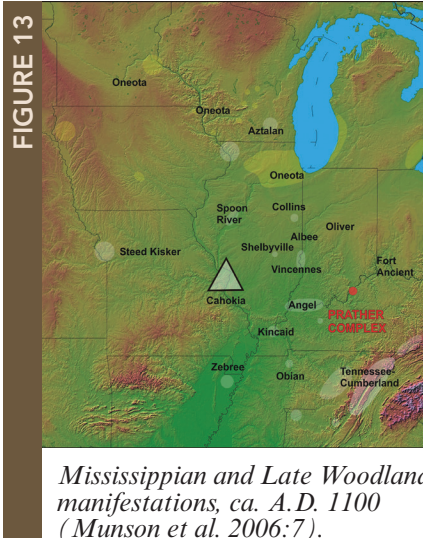 FIGURE 13
Oneota
Oneota
Aztalan
Oneota
Spoon
River
Collins
Oliver
Albee
Shelbyville
Steed Kisker
Vincennes
Fort
Ancient
Cahokia
Angel
PRATHER
COMPLEX
Kincaid
Zebree
Obian
Tennessee-
Cumberland
Mississippian and Late Woodland
manifestations, ca. A.D. 1100
(Munson et al. 2006:7).